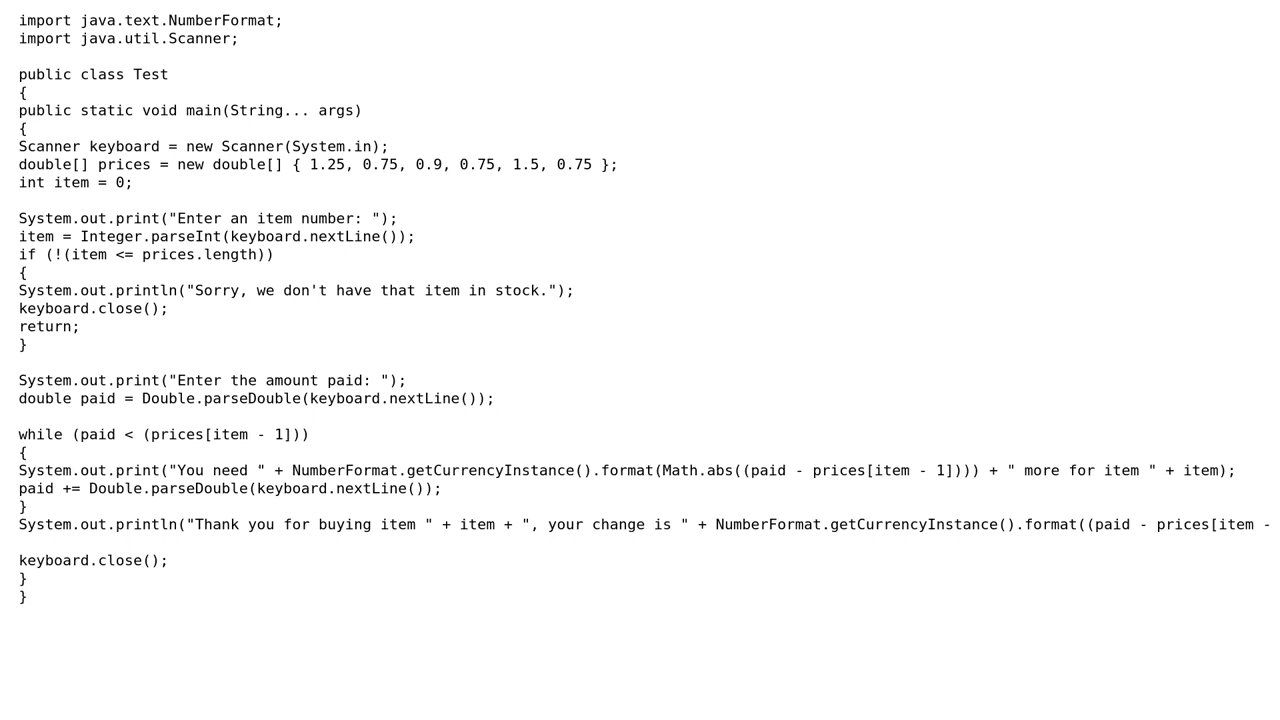 import java.text.NumberFormat;
import java.util.Scanner;
public class Test
{
public static void main(String... args)
{
Scanner keyboard = new Scanner(System.in);
double[] prices = new double[] { 1.25, 0.75, 0.9, 0.75, 1.5, 0.75 };
int item = 0;
System.out.print("Enter an item number: ");
item = Integer.parseInt(keyboard.nextLine());
if (!(item <= prices.length))
{
System.out.println("Sorry, we don't have that item in stock.");
keyboard.close();
return;
}
System.out.print("Enter the amount paid: ");
double paid = Double.parseDouble(keyboard.nextLine());
while (paid < (prices[item - 1]))
{
System.out.print("You need " + NumberFormat.getCurrencyInstance().format(Math.abs((paid - prices[item - 1]))) + " more for item " + item);
paid += Double.parseDouble(keyboard.nextLine());
}
System.out.println("Thank you for buying item " + item + ", your change is " + NumberFormat.getCurrencyInstance().format((paid - prices[item -
keyboard.close();
}
}